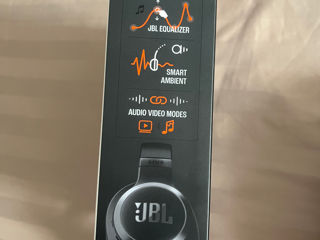 JBL EQUALIZER
SMART
AMBIENT
AUDIO VIDEO MODES
JBL